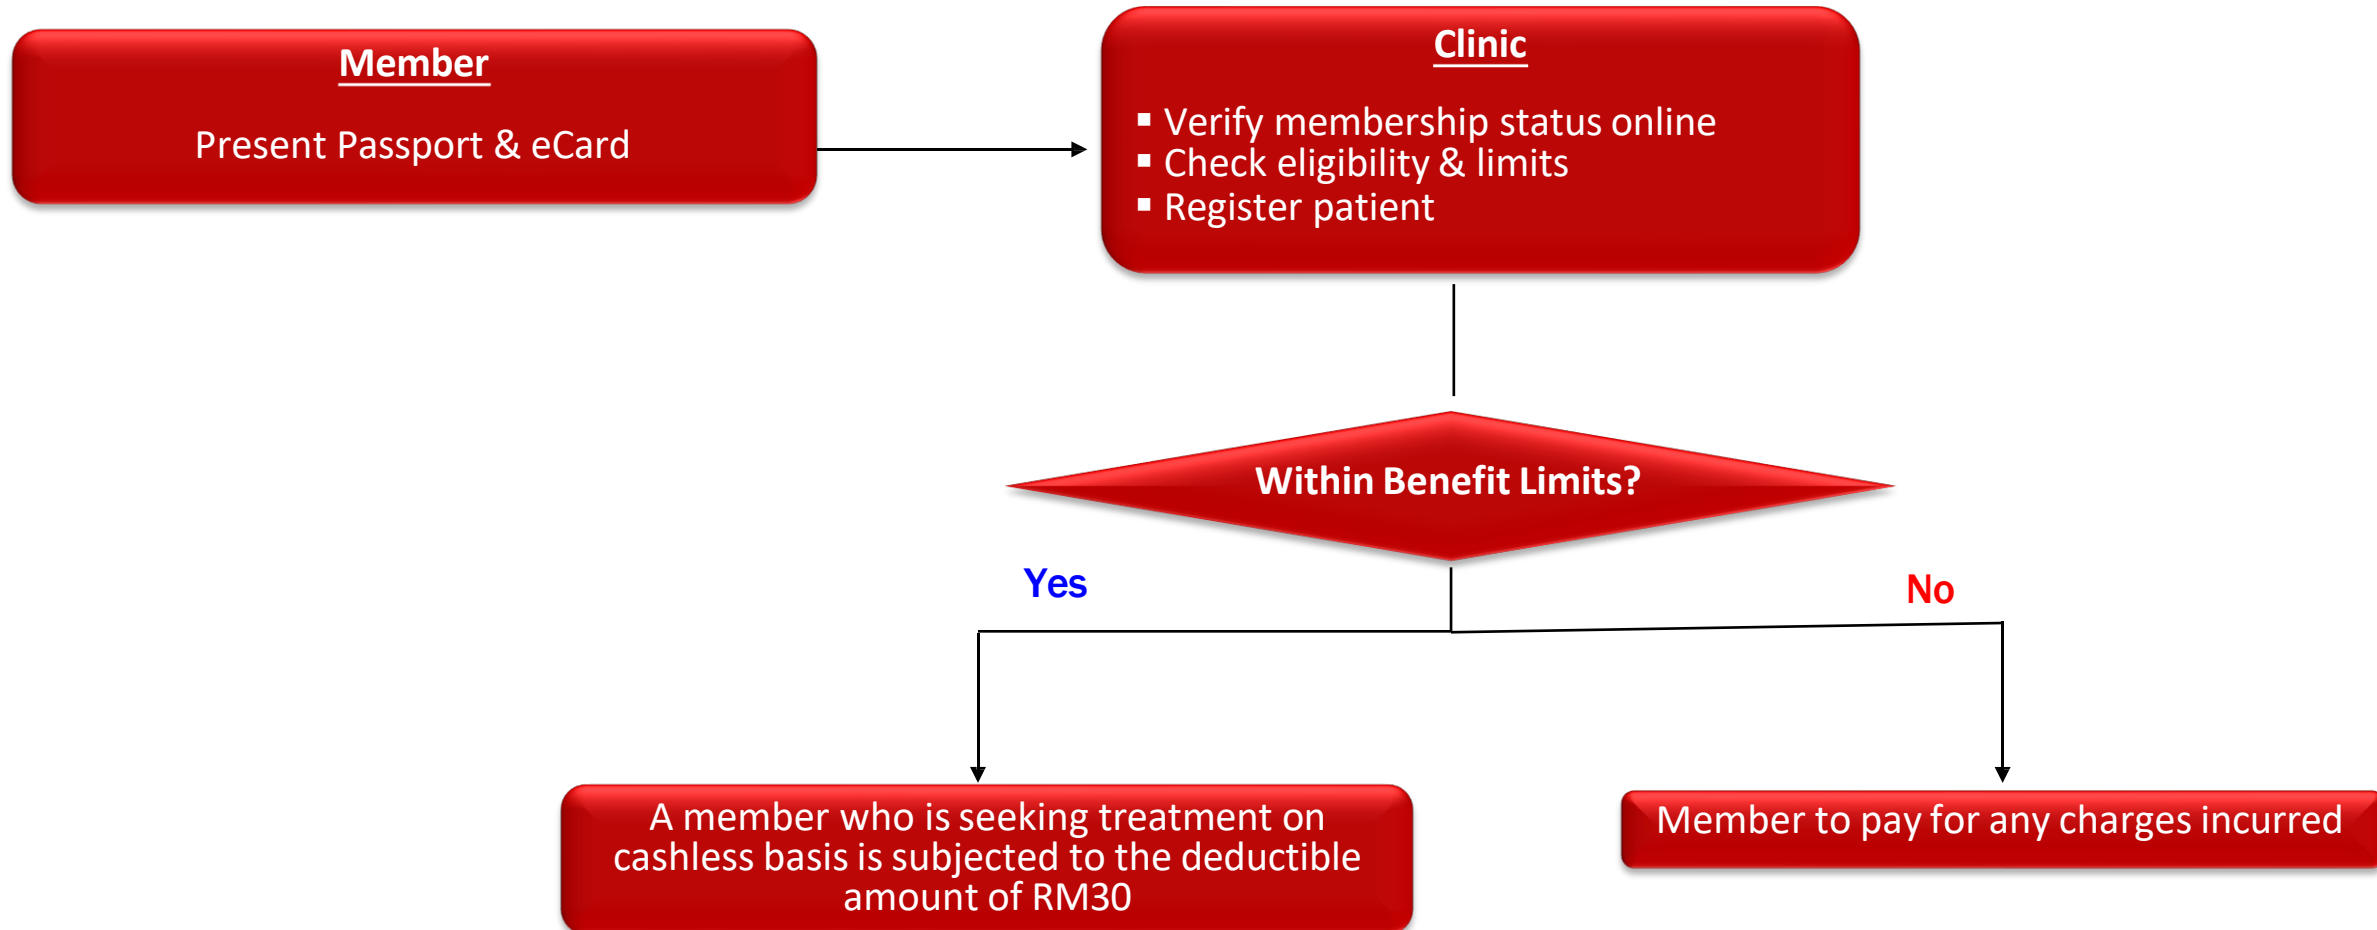 Member
Present Passport & eCard
Clinic
▪ Verify membership status online
▪ Check eligibility & limits
▪ Register patient
Within Benefit Limits?
Yes
No
A member who is seeking treatment on
cashless basis is subjected to the deductible
amount of RM30
Member to pay for any charges incurred